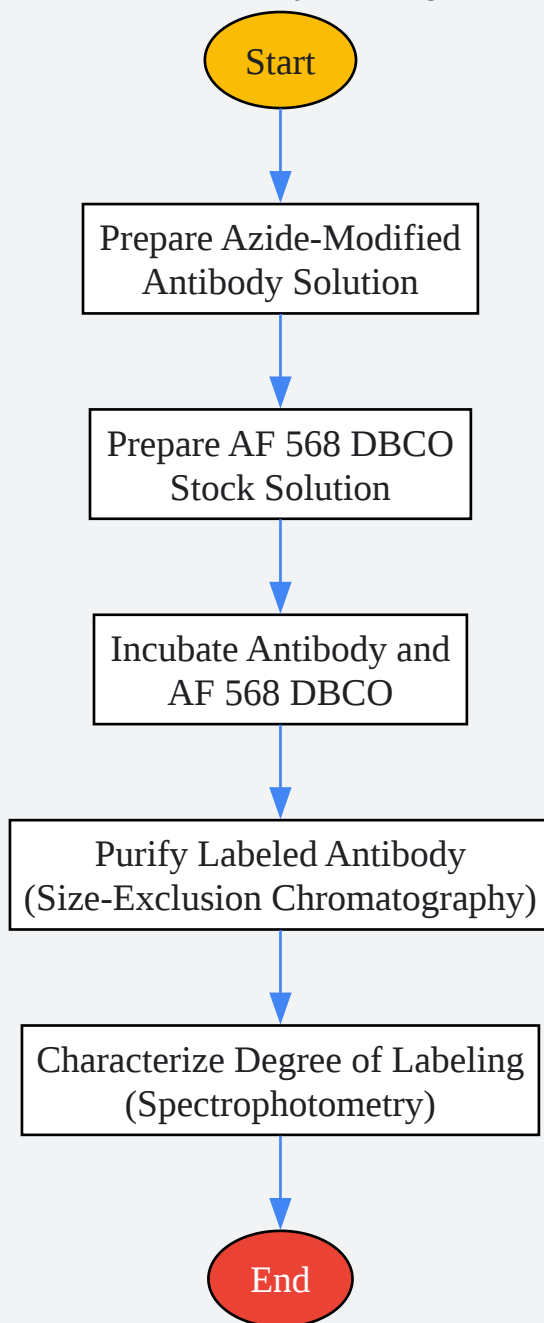 Start
Prepare Azide-Modified
Antibody Solution
Prepare AF 568 DBCO
Stock Solution
Incubate Antibody and
AF 568 DBCO
Purify Labeled Antibody
(Size-Exclusion Chromatography)
Characterize Degree of Labeling
(Spectrophotometry)
End